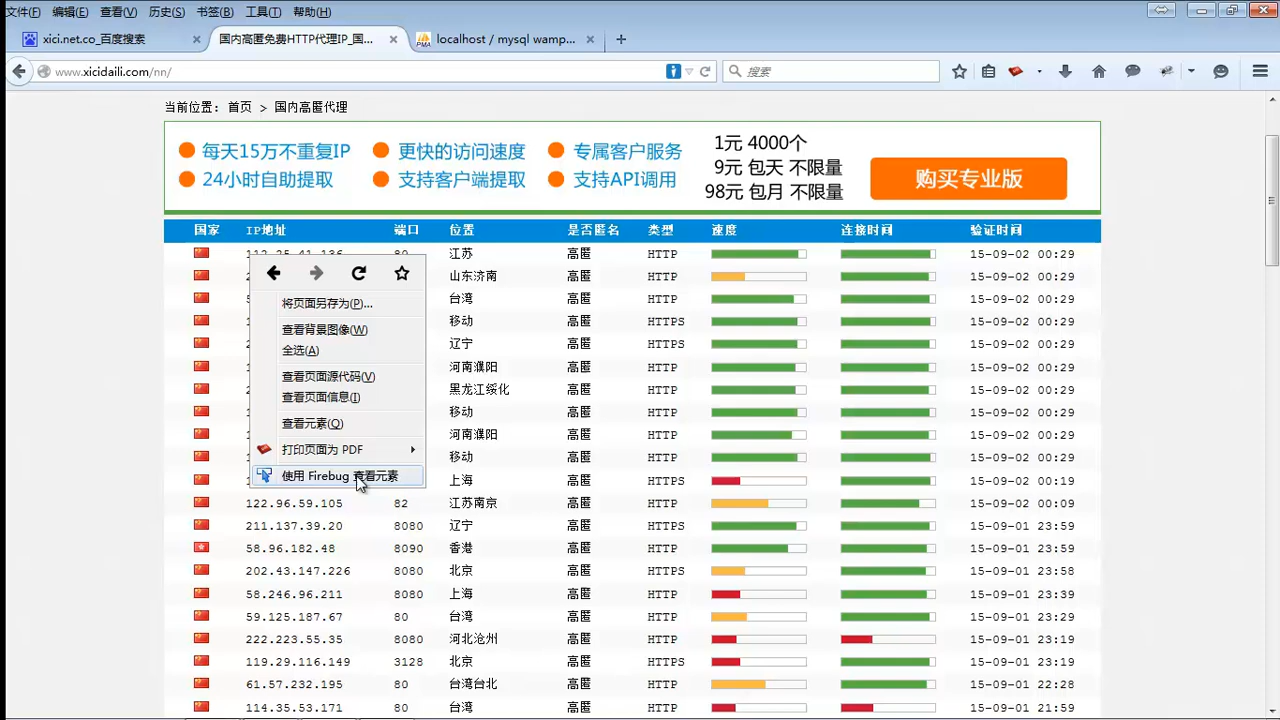 文件(F) 编辑(E) 查看(V) 历史(S) 书签(B) 工具(T) 帮助(H)
xici.net.co_百度搜索 × 国内高匿免费HTTP代理IP_国... × PMA localhost / mysql wamp... × +
www.xicidaili.com/nn/ 搜索
当前位置: 首页 > 国内高匿代理
每天15万不重复IP 更快的访问速度 专属客户服务
24小时自助提取 支持客户端提取 支持API调用
1元 4000个
9元 包天 不限量
98元 包月 不限量
购买专业版
国家 IP地址 端口 位置 是否匿名 类型 速度 连接时间 验证时间
江苏 高匿 HTTP 15-09-02 00:29
山东济南 高匿 HTTP 15-09-02 00:29
台湾 高匿 HTTP 15-09-02 00:29
移动 高匿 HTTPS 15-09-02 00:29
辽宁 高匿 HTTPS 15-09-02 00:29
河南濮阳 高匿 HTTP 15-09-02 00:29
黑龙江绥化 高匿 HTTP 15-09-02 00:29
移动 高匿 HTTP 15-09-02 00:29
河南濮阳 高匿 HTTP 15-09-02 00:29
移动 高匿 HTTP 15-09-02 00:29
上海 高匿 HTTPS 15-09-02 00:29
122.96.59.105 82 江苏南京 高匿 HTTP 15-09-02 00:29
211.137.39.20 8080 辽宁 高匿 HTTPS 15-09-01 23:59
58.96.182.48 8090 香港 高匿 HTTP 15-09-01 23:59
202.43.147.226 8080 北京 高匿 HTTPS 15-09-01 23:58
58.246.96.211 8080 上海 高匿 HTTP 15-09-01 23:59
59.125.187.67 80 台湾 高匿 HTTP 15-09-01 23:59
222.223.55.35 8080 河北沧州 高匿 HTTP 15-09-01 23:19
119.29.116.149 3128 北京 高匿 HTTPS 15-09-01 23:19
61.57.232.195 80 台湾台北 高匿 HTTP 15-09-01 22:28
114.35.53.171 80 台湾 高匿 HTTP 15-09-01 21:59
将页面另存为(P)...
查看背景图像(W)
全选(A)
查看页面源代码(V)
查看页面信息(I)
查看元素(Q)
打印页面为 PDF
使用 Firebug 查看元素